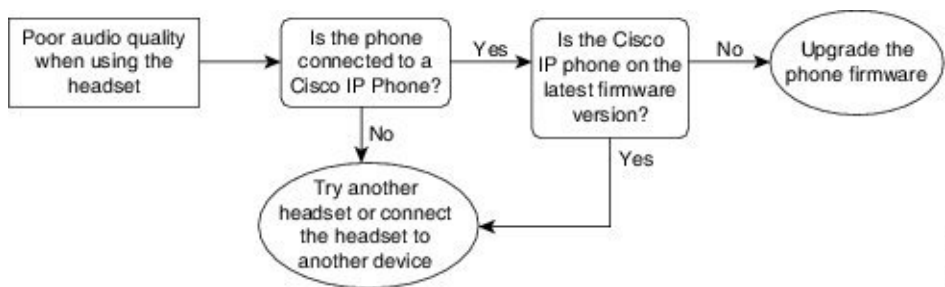 Poor audio quality
when using the
headset
Is the phone
connected to a
Cisco IP Phone?
Yes
Is the Cisco
IP phone on the
latest firmware
version?
No
Upgrade the
phone firmware
No
Yes
Try another
headset or connect
the headset to
another device